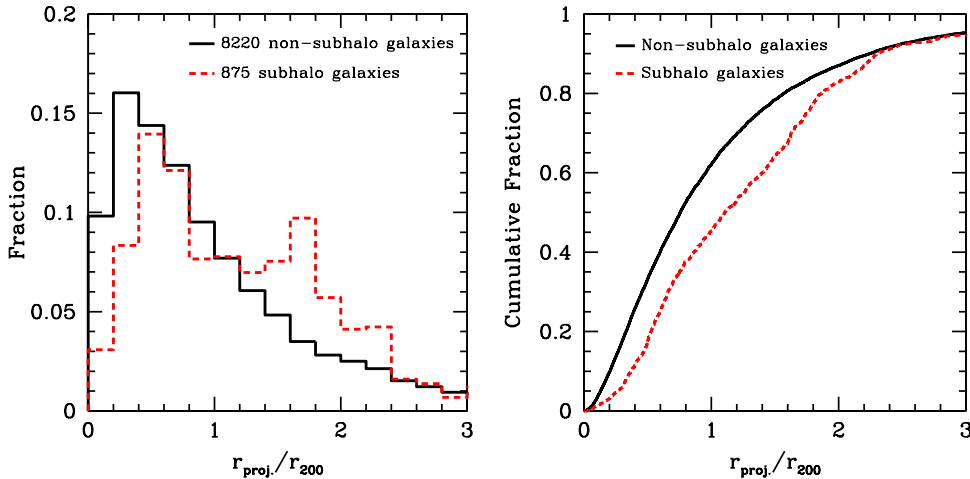 0.2
0.15
0.1
0.05
0
Fraction
8220 non-subhalo galaxies
875 subhalo galaxies
0 1 2 3
r_proj./r_200
1
0.8
0.6
0.4
0.2
0
Cumulative Fraction
Non-subhalo galaxies
Subhalo galaxies
0 1 2 3
r_proj./r_200